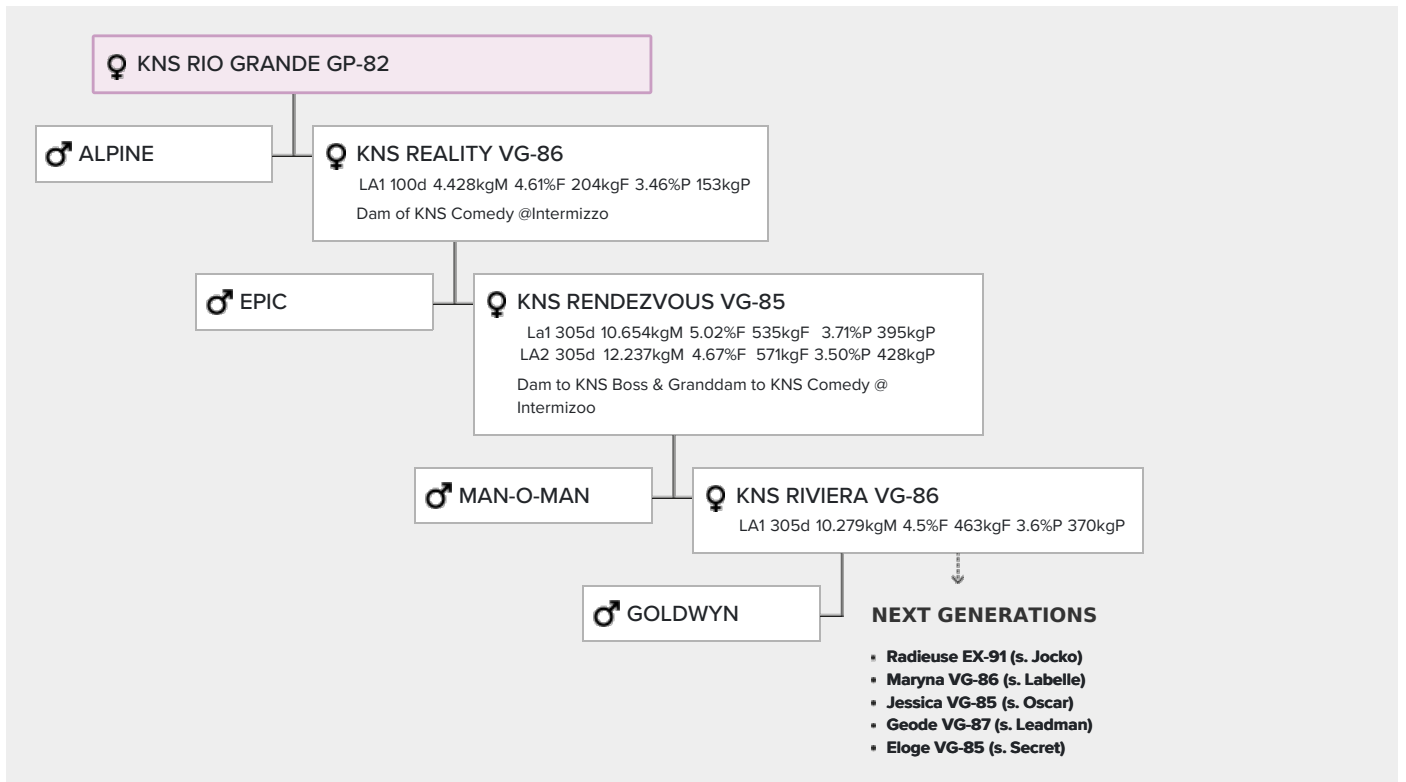 KNS RIO GRANDE GP-82
ALPINE
KNS REALITY VG-86
LA1 100d 4.428kgM 4.61%F 204kgF 3.46%P 153kgP
Dam of KNS Comedy @Intermizzo
EPIC
KNS RENDEZVOUS VG-85
La1 305d 10.654kgM 5.02%F 535kgF 3.71%P 395kgP
LA2 305d 12.237kgM 4.67%F 571kgF 3.50%P 428kgP
Dam to KNS Boss & Granddam to KNS Comedy @
Intermizoo
MAN-O-MAN
KNS RIVIERA VG-86
LA1 305d 10.279kgM 4.5%F 463kgF 3.6%P 370kgP
GOLDWYN
NEXT GENERATIONS
Radieuse EX-91 (s. Jocko)
Maryna VG-86 (s. Labelle)
Jessica VG-85 (s. Oscar)
Geode VG-87 (s. Leadman)
Eloge VG-85 (s. Secret)